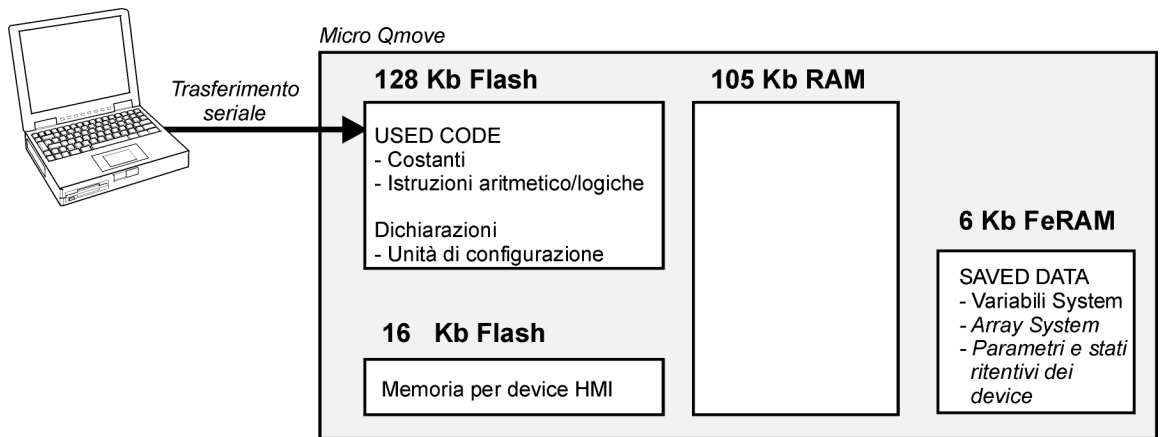 Micro Qmove
Trasferimento
seriale
128 Kb Flash
USED CODE
- Costanti
- Istruzioni aritmetico/logiche
Dichiarazioni
- Unità di configurazione
16 Kb Flash
Memoria per device HMI
105 Kb RAM
6 Kb FeRAM
SAVED DATA
- Variabili System
- Array System
- Parametri e stati
ritentivi dei
device